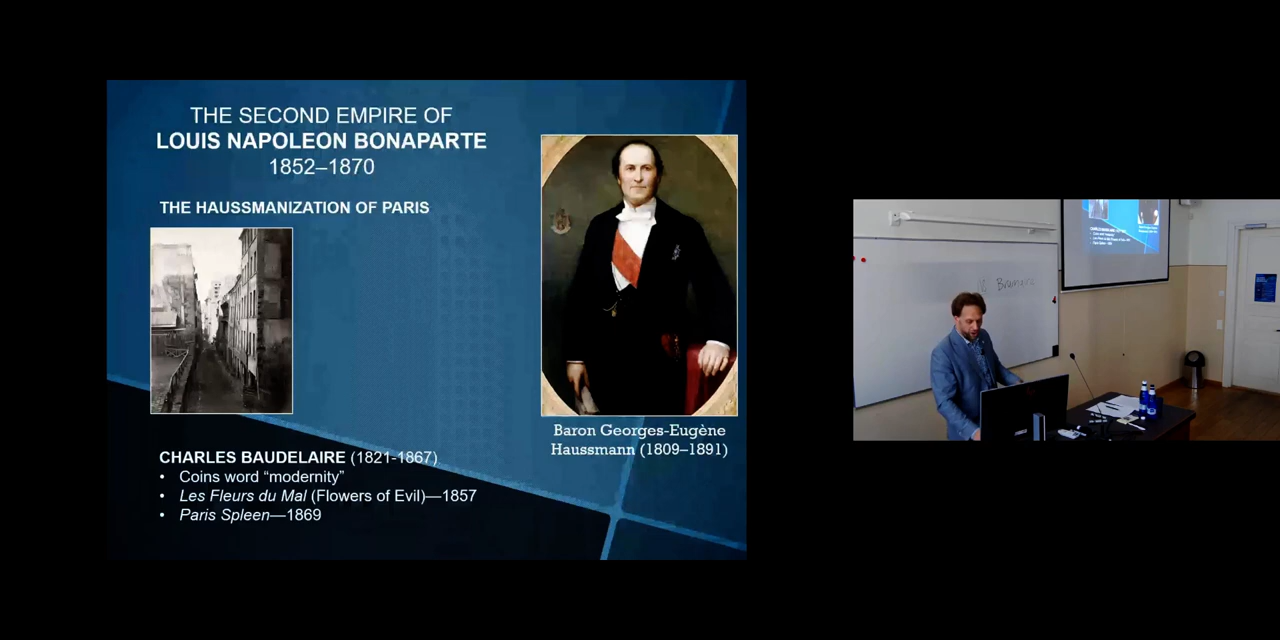 THE SECOND EMPIRE OF
LOUIS NAPOLEON BONAPARTE
1852–1870
THE HAUSSMANIZATION OF PARIS
Baron Georges-Eugène
Haussmann (1809–1891)
CHARLES BAUDELAIRE (1821-1867)
• Coins word “modernity”
• Les Fleurs du Mal (Flowers of Evil)—1857
• Paris Spleen—1869